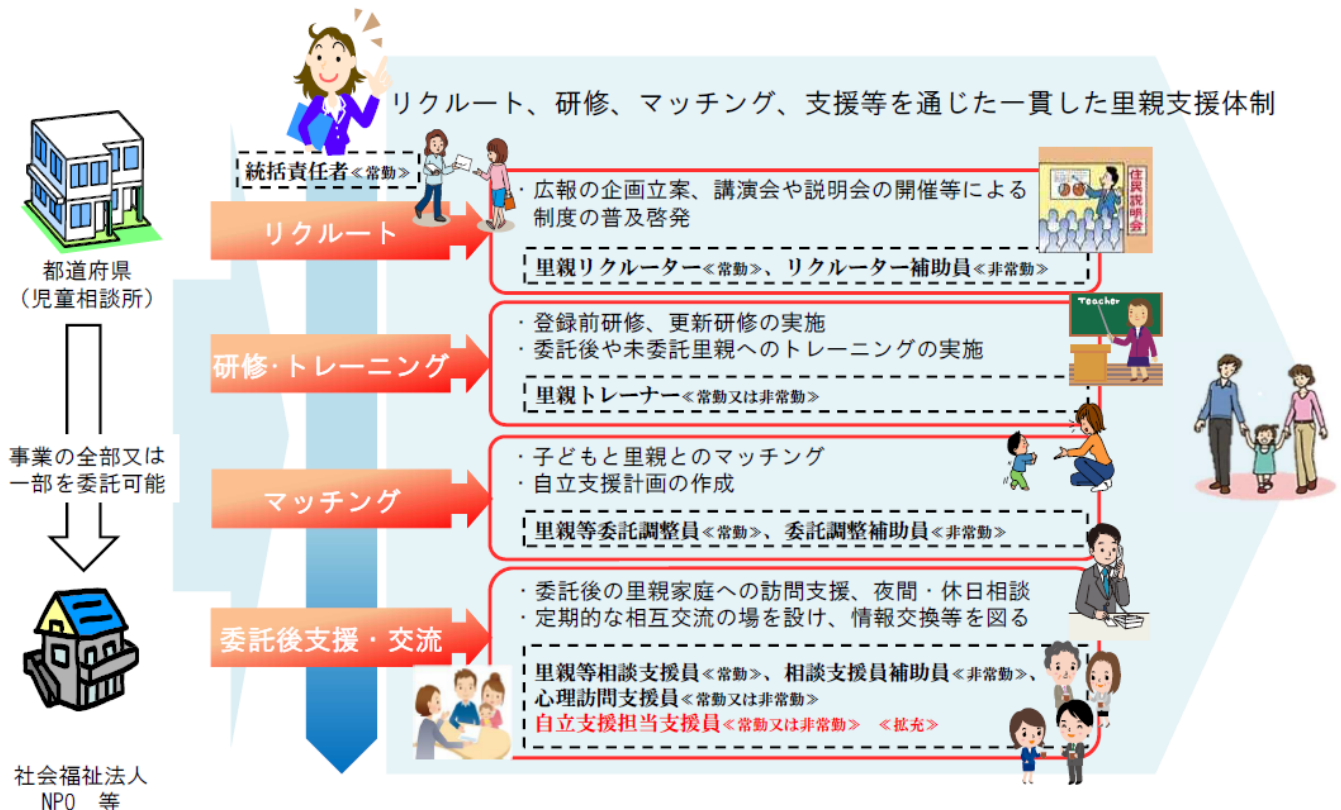 リクルート、研修、マッチング、支援等を通じた一貫した里親支援体制
統括責任者≪常勤≫
都道府県
（児童相談所）
事業の全部又は
一部を委託可能
社会福祉法人
NPO　等
リクルート
・広報の企画立案、講演会や説明会の開催等による
制度の普及啓発
里親リクルーター≪常勤≫、リクルーター補助員≪非常勤≫
住民説明会
研修・トレーニング
・登録前研修、更新研修の実施
・委託後や未委託里親へのトレーニングの実施
里親トレーナー≪常勤又は非常勤≫
Teacher
マッチング
・子どもと里親とのマッチング
・自立支援計画の作成
里親等委託調整員≪常勤≫、委託調整補助員≪非常勤≫
委託後支援・交流
・委託後の里親家庭への訪問支援、夜間・休日相談
・定期的な相互交流の場を設け、情報交換等を図る
里親等相談支援員≪常勤≫、相談支援員補助員≪非常勤≫、
心理訪問支援員≪常勤又は非常勤≫
自立支援担当支援員≪常勤又は非常勤≫　≪拡充≫